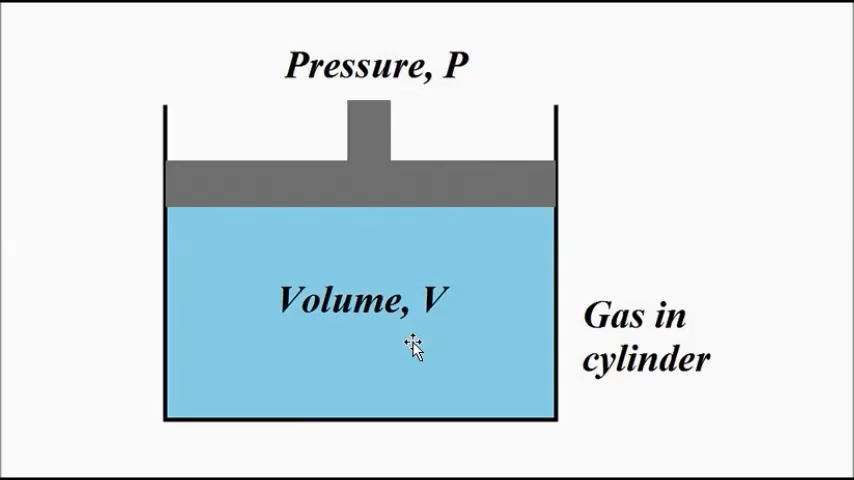 Pressure, P
Volume, V
Gas in
cylinder